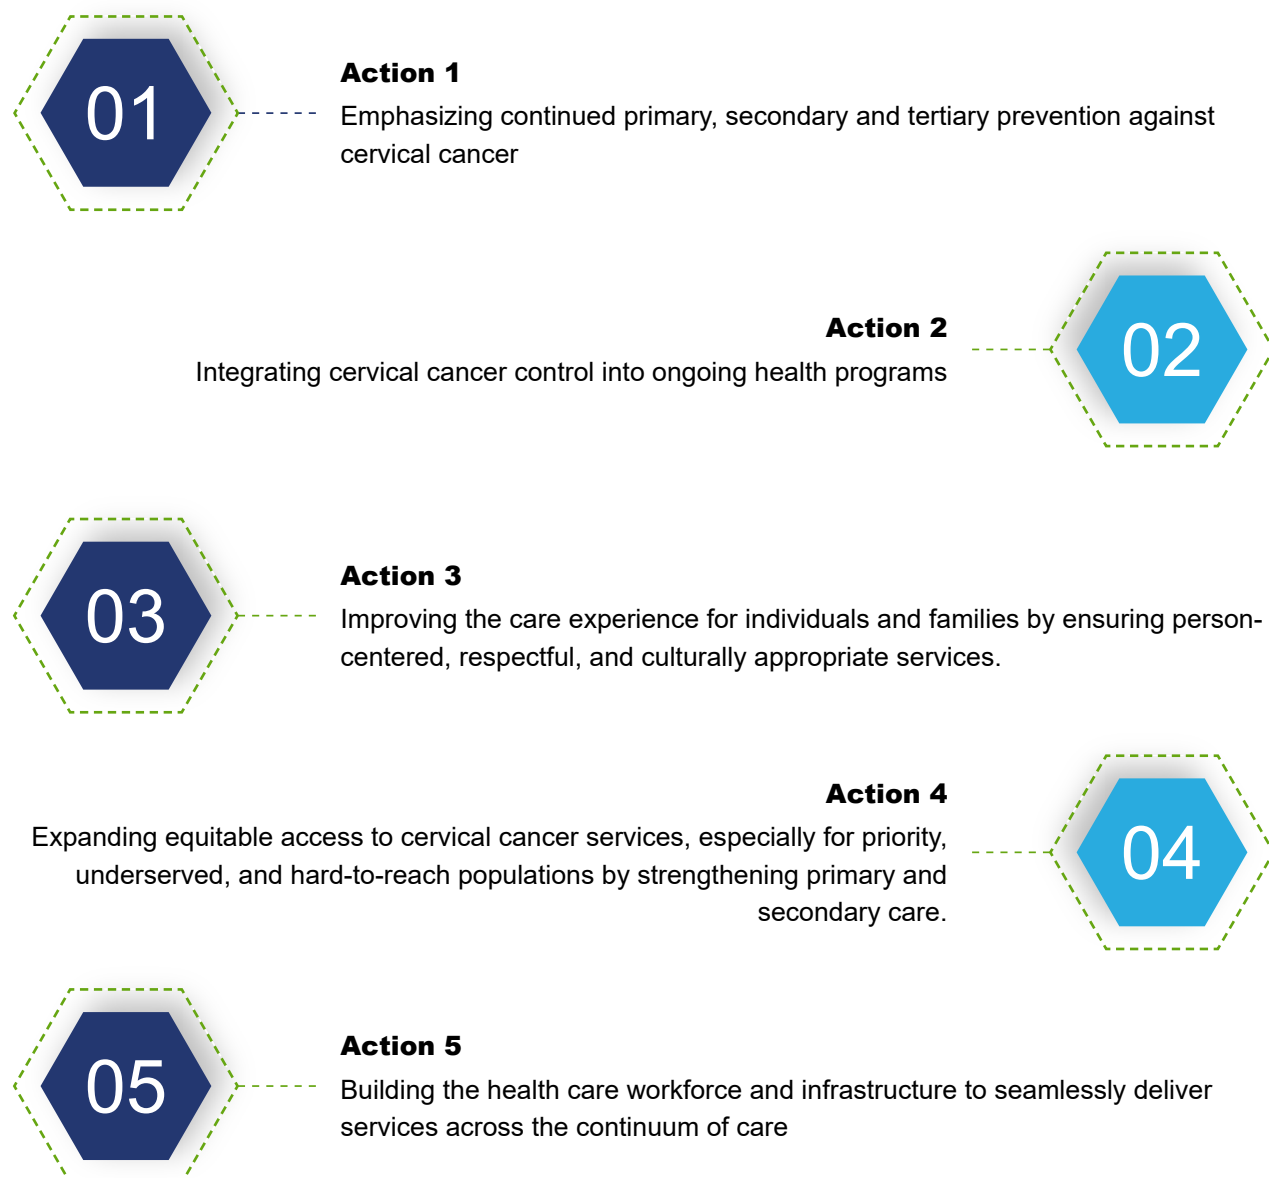 01
Action 1
Emphasizing continued primary, secondary and tertiary prevention against
cervical cancer
Action 2
Integrating cervical cancer control into ongoing health programs
02
03
Action 3
Improving the care experience for individuals and families by ensuring person-
centered, respectful, and culturally appropriate services.
Action 4
Expanding equitable access to cervical cancer services, especially for priority,
underserved, and hard-to-reach populations by strengthening primary and
secondary care.
04
05
Action 5
Building the health care workforce and infrastructure to seamlessly deliver
services across the continuum of care